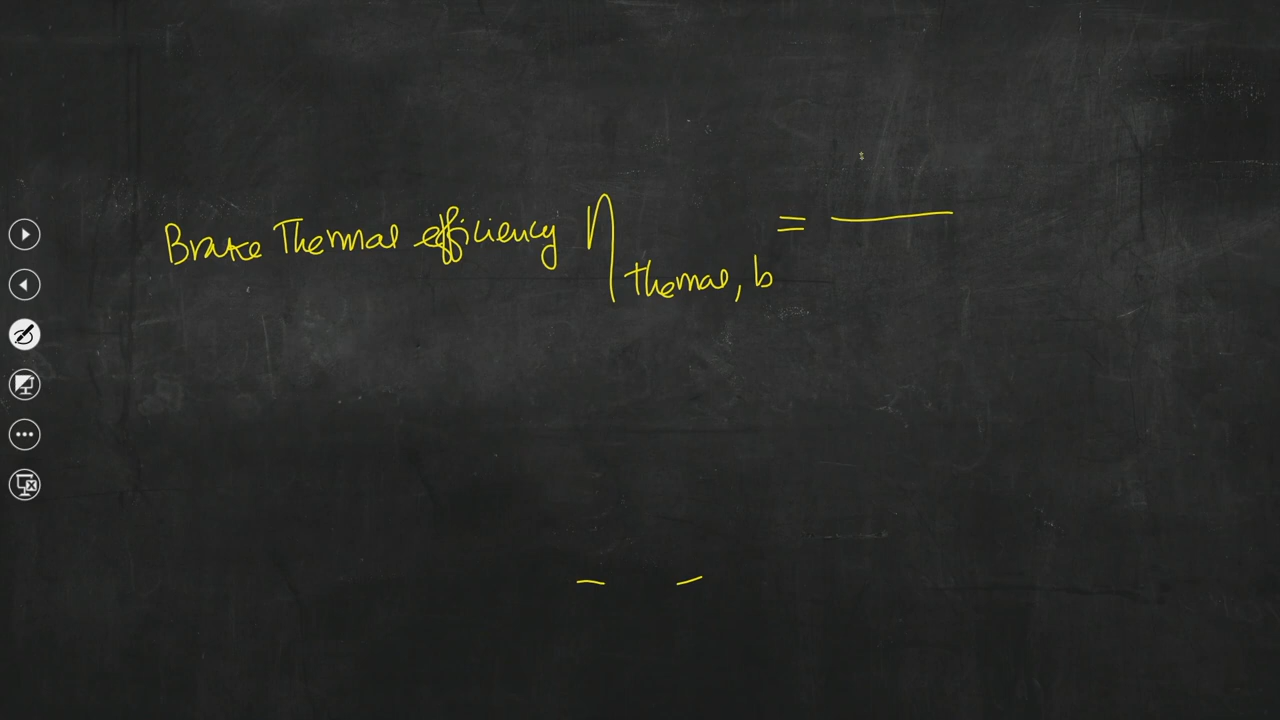 Brake Thermal efficiency η thermal, b =